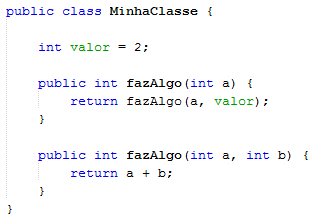 public class MinhaClasse {
int valor = 2;
public int fazAlgo(int a) {
return fazAlgo(a, valor);
}
public int fazAlgo(int a, int b) {
return a + b;
}
}